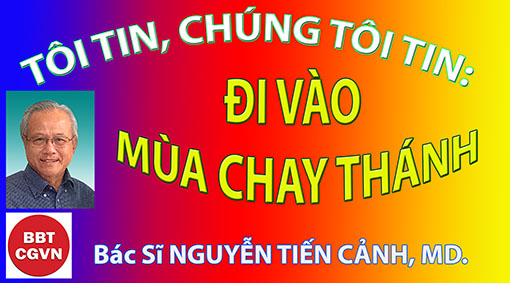 TÔI TIN, CHÚNG TÔI TIN:
ĐI VÀO
MÙA CHAY THÁNH
BBT
CGVN
Bác Sĩ NGUYỄN TIẾN CẢNH, MD.